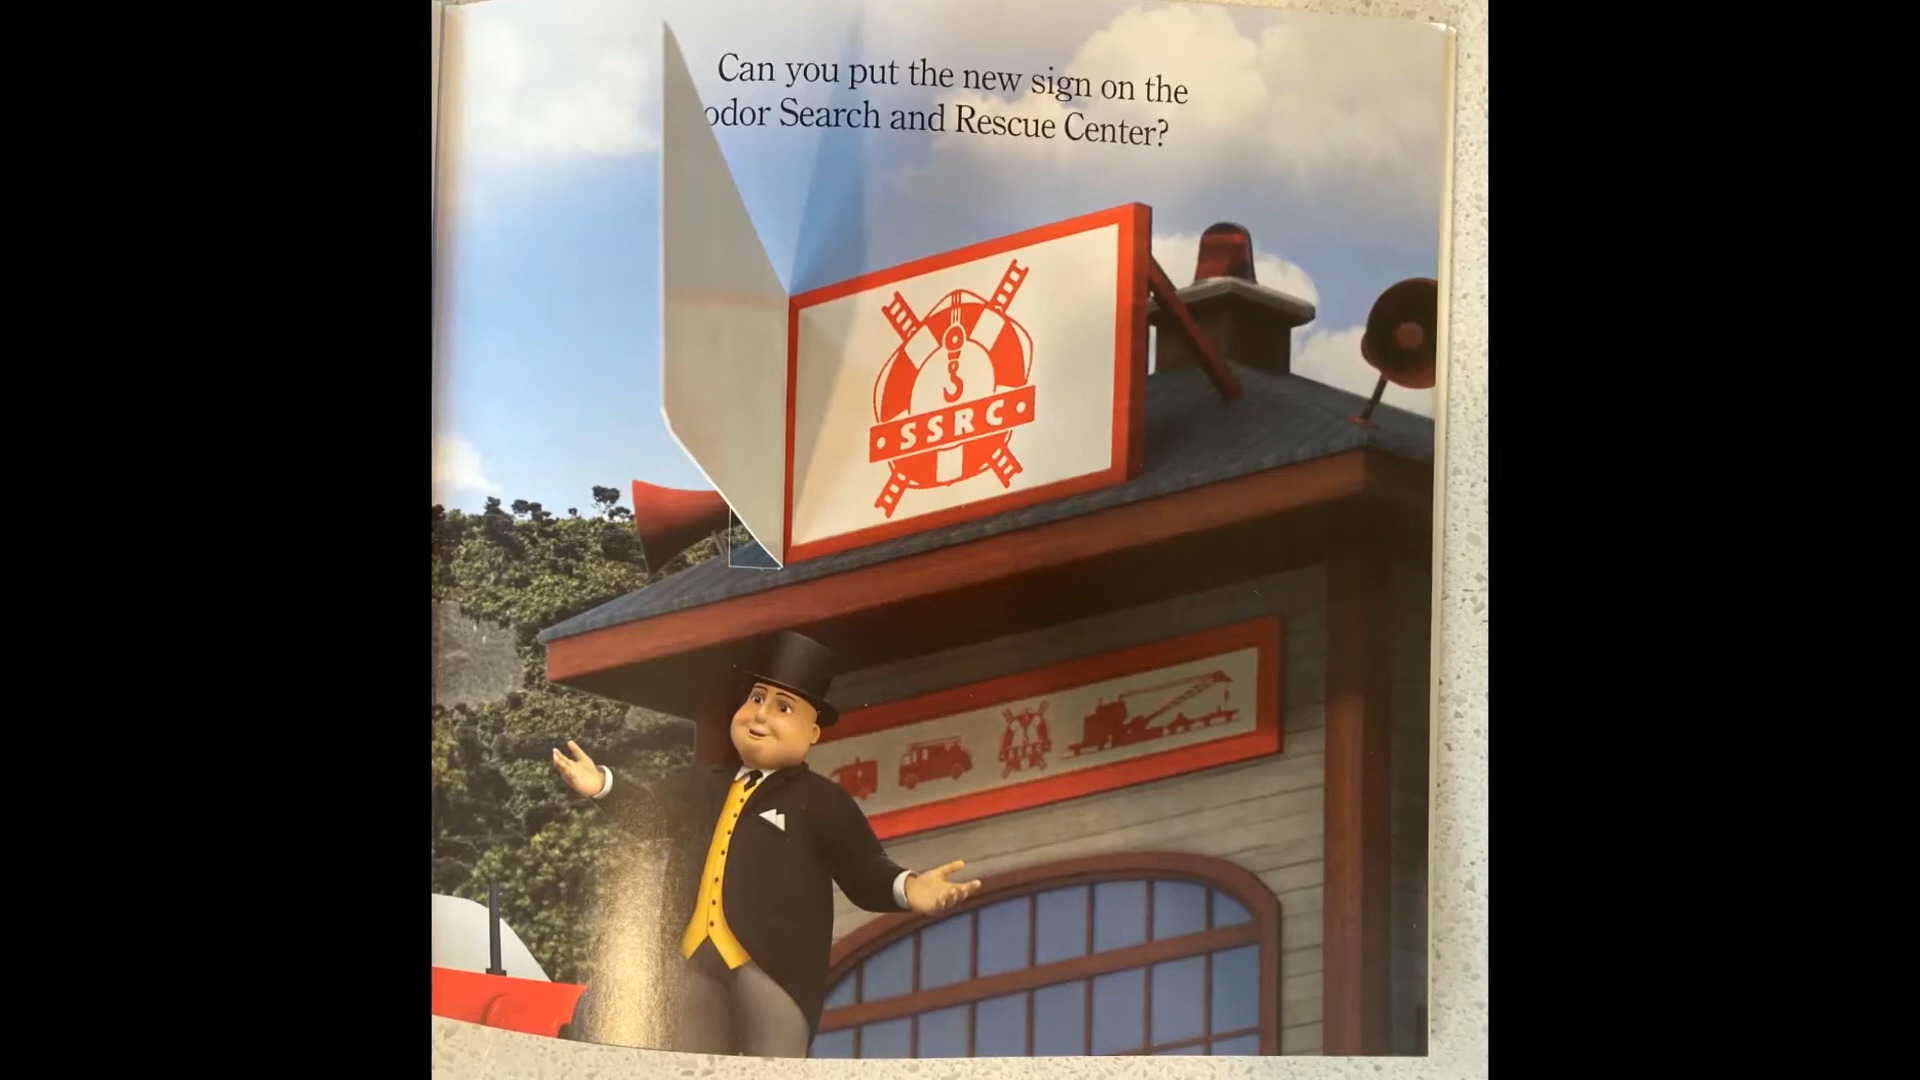 Can you put the new sign on the
odor Search and Rescue Center?
SSRC